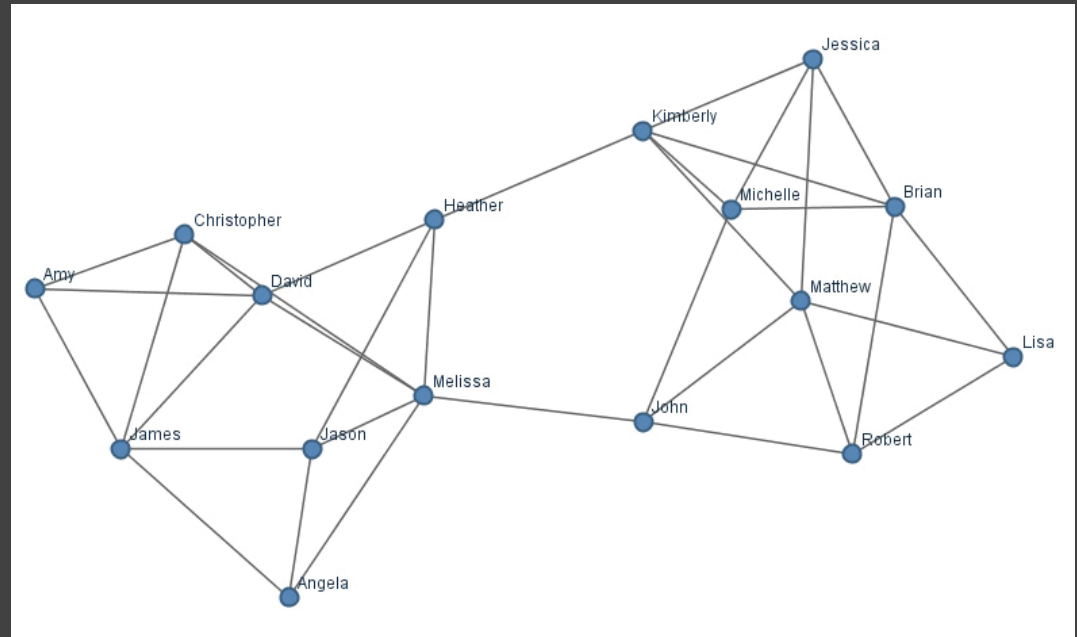 Jessica
Kimberly
Michelle
Brian
Heather
Christopher
Amy
David
Matthew
Lisa
Melissa
John
James
Jason
Robert
Angela